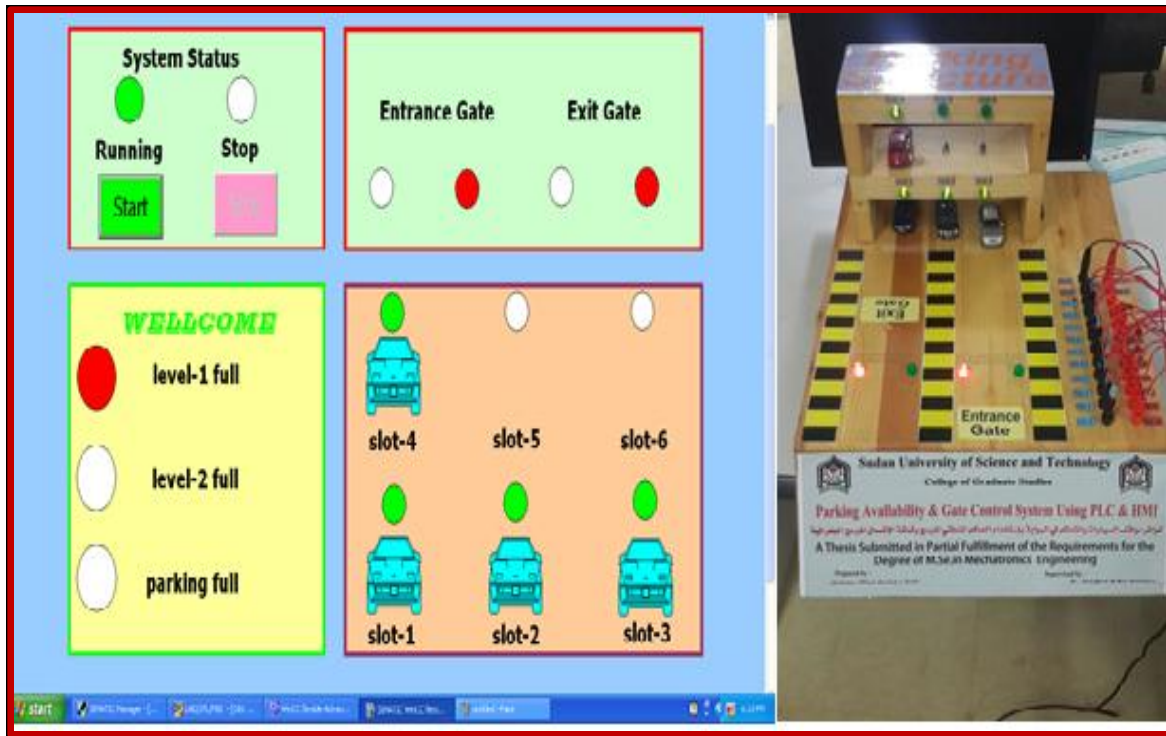 System Status
Running Stop
Start
Entrance Gate Exit Gate
WELLCOME
level-1 full
level-2 full
parking full
slot-4 slot-5 slot-6
slot-1 slot-2 slot-3
start
Parking
Structure
Exit
Gate
Entrance
Gate
Sudan University of Science and Technology
College of Graduate Studies
Parking Availability & Gate Control System Using PLC & HMI
A Thesis Submitted in Partial Fulfillment of the Requirements for the
Degree of M.Sc.in Mechatronics Engineering